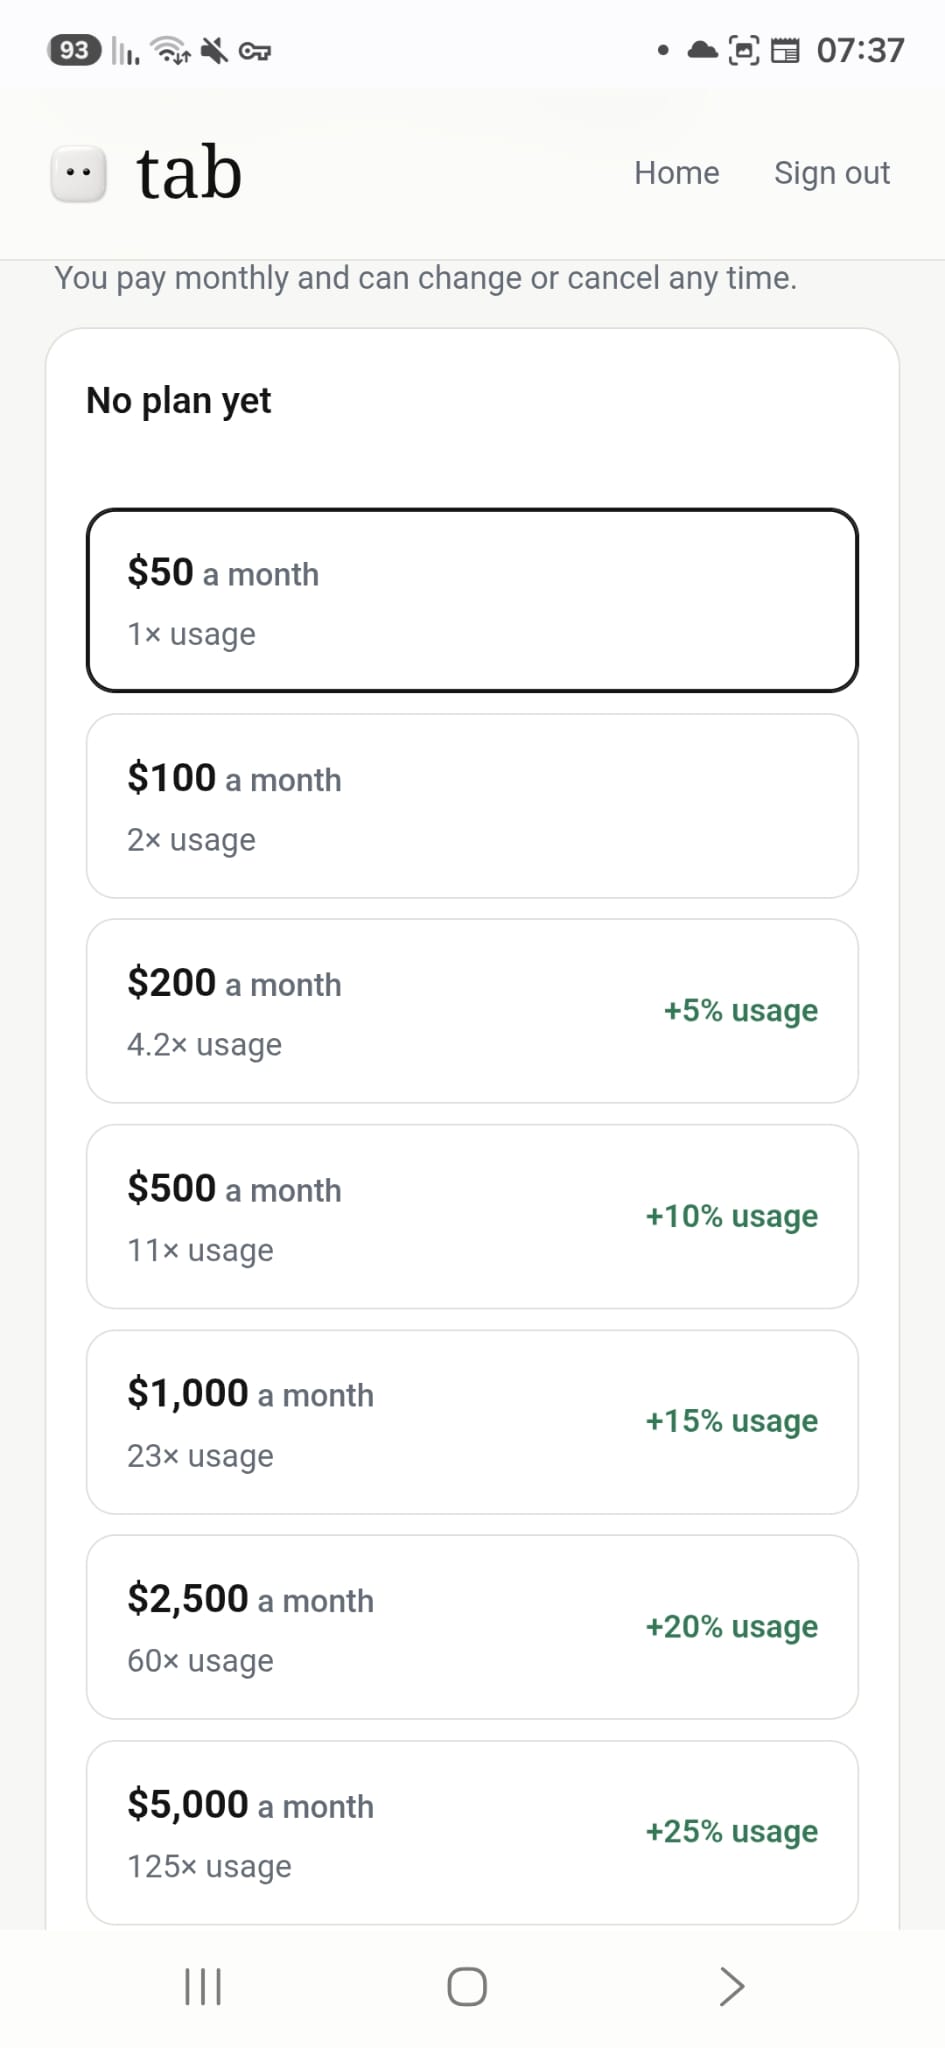 93
07:37
tab
Home
Sign out
You pay monthly and can change or cancel any time.
No plan yet
$50 a month
1× usage
$100 a month
2× usage
$200 a month
4.2× usage
+5% usage
$500 a month
11× usage
+10% usage
$1,000 a month
23× usage
+15% usage
$2,500 a month
60× usage
+20% usage
$5,000 a month
125× usage
+25% usage